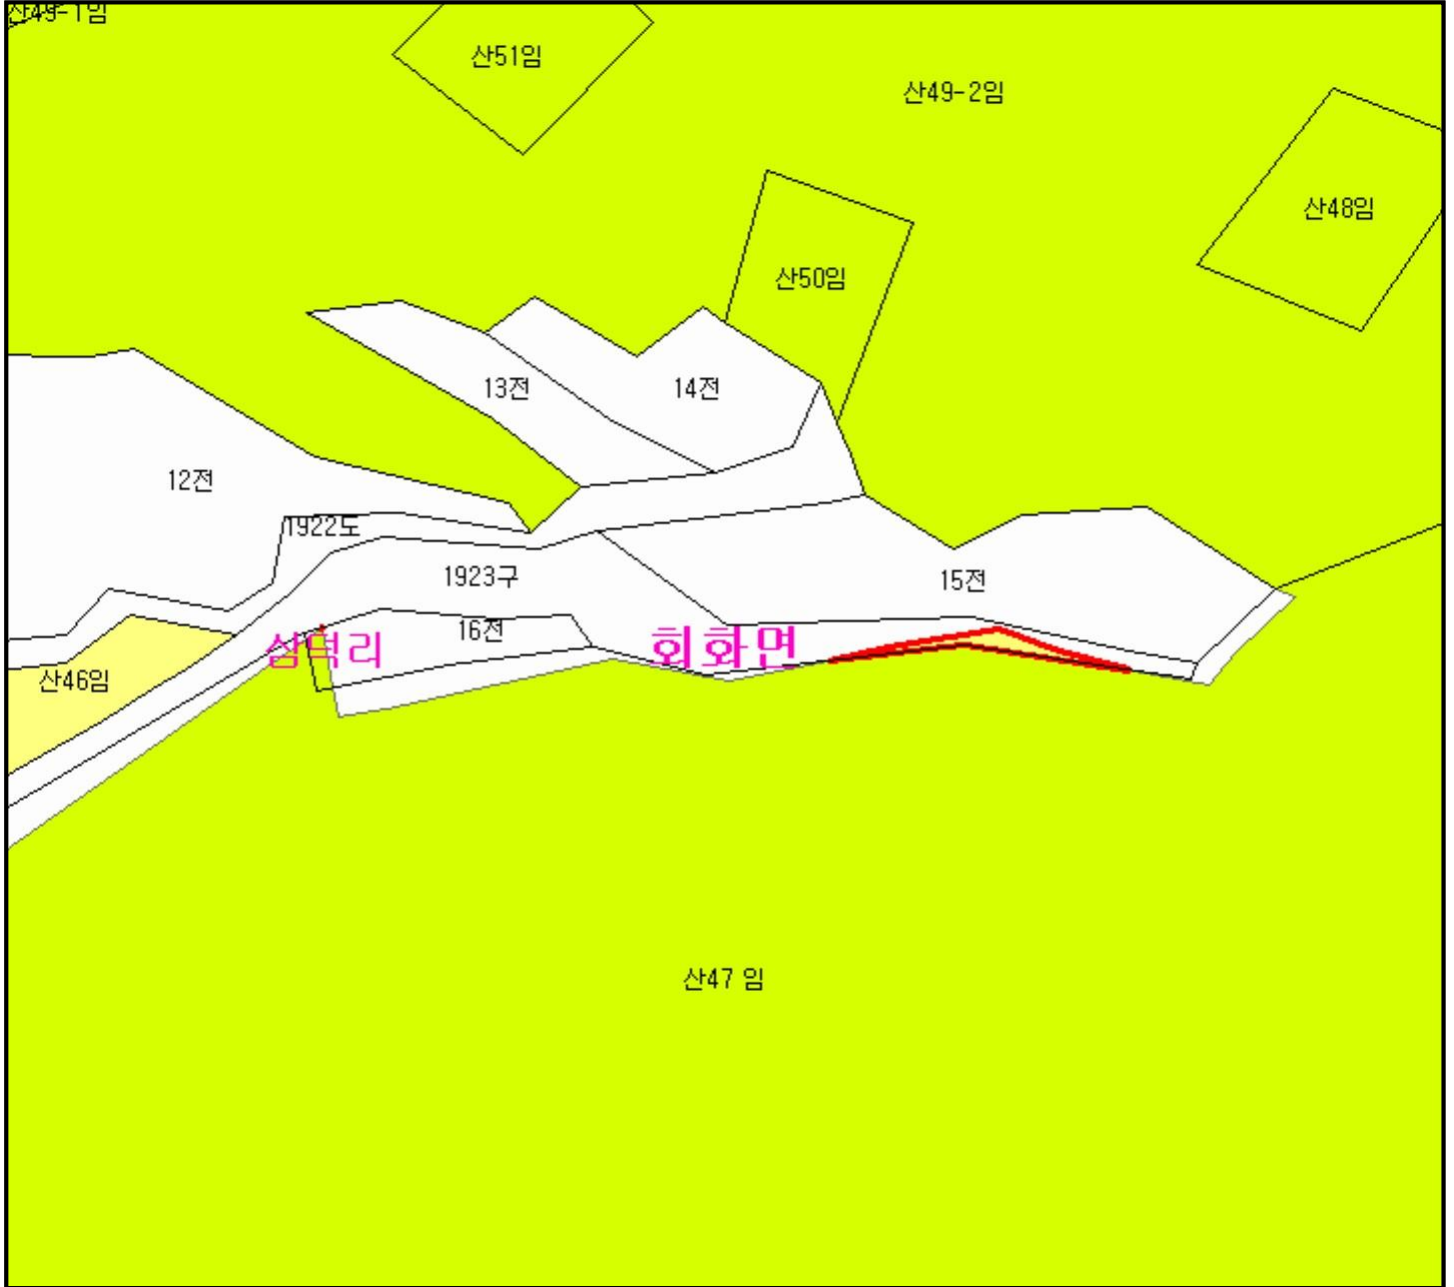 산49-1임
산51임
산49-2임
산48임
산50임
13전
14전
12전
1922도
1923구
15전
16전
삼덕리
회화면
산46임
산47 임